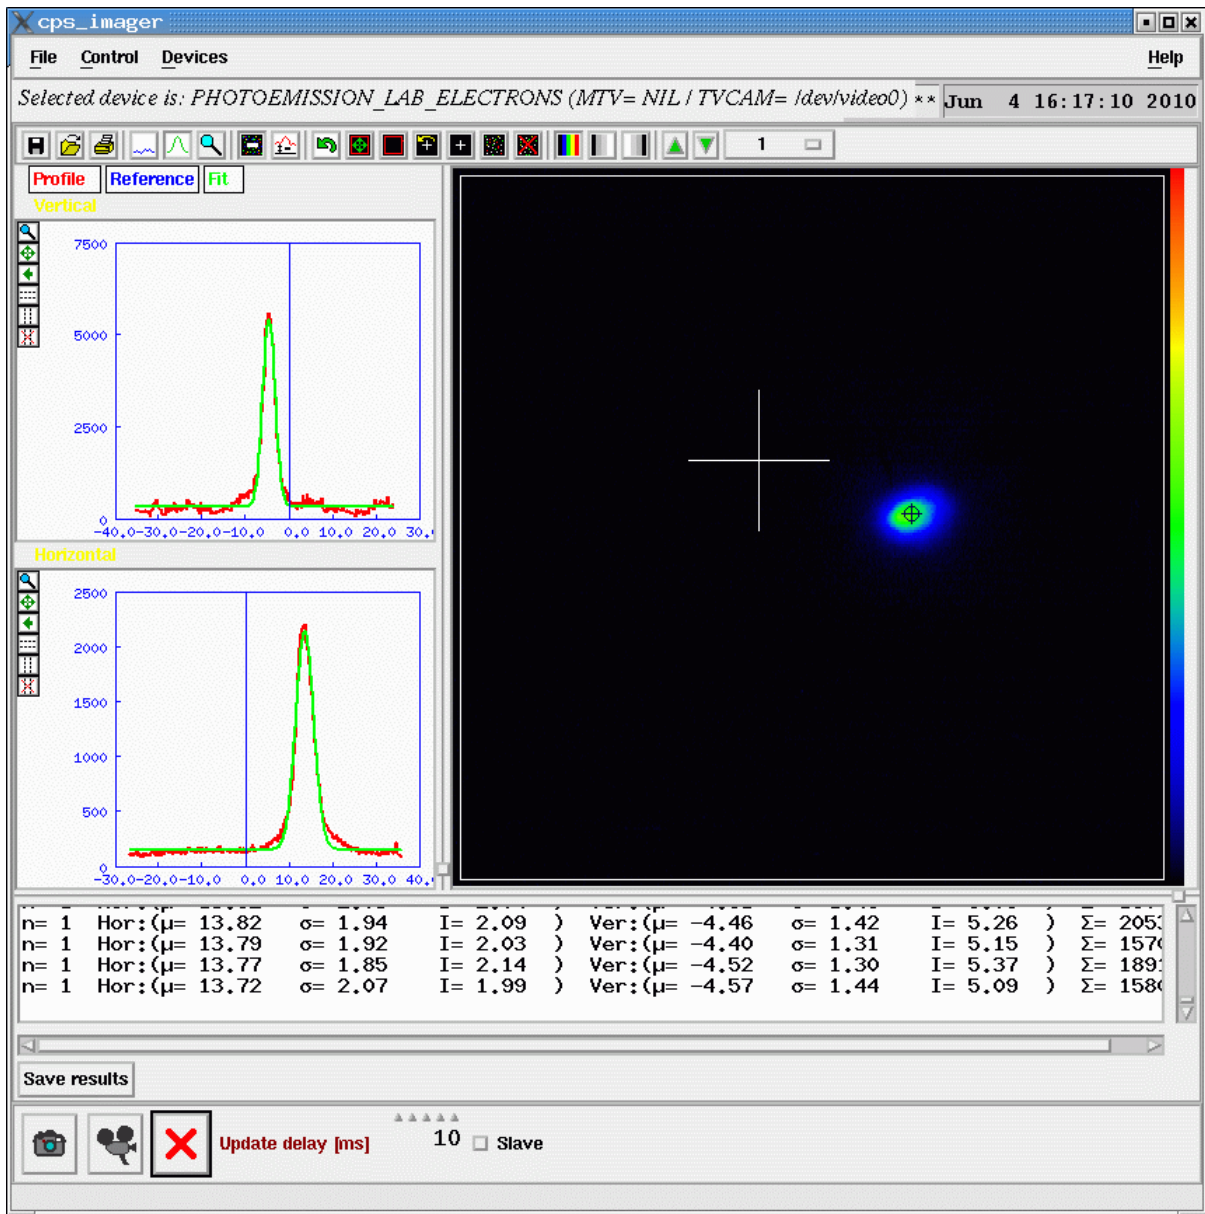 cps_imager
File Control Devices Help
Selected device is: PHOTOEMISSION_LAB_ELECTRONS (MTV= NIL / TVCAM= /dev/video0) ** Jun 4 16:17:10 2010
1
Profile Reference Fit
Vertical
7500
5000
2500
0
-40.0 -30.0 -20.0 -10.0 0.0 10.0 20.0 30.
Horizontal
2500
2000
1500
1000
500
0
-30.0 -20.0 -10.0 0.0 10.0 20.0 30.0 40.
n= 1 Hor:(μ= 13.82 σ= 1.94 I= 2.09 ) Ver:(μ= -4.46 σ= 1.42 I= 5.26 ) Σ= 2053
n= 1 Hor:(μ= 13.79 σ= 1.92 I= 2.03 ) Ver:(μ= -4.40 σ= 1.31 I= 5.15 ) Σ= 157
n= 1 Hor:(μ= 13.77 σ= 1.85 I= 2.14 ) Ver:(μ= -4.52 σ= 1.30 I= 5.37 ) Σ= 189
n= 1 Hor:(μ= 13.72 σ= 2.07 I= 1.99 ) Ver:(μ= -4.57 σ= 1.44 I= 5.09 ) Σ= 158
Save results
Update delay [ms] 10 Slave